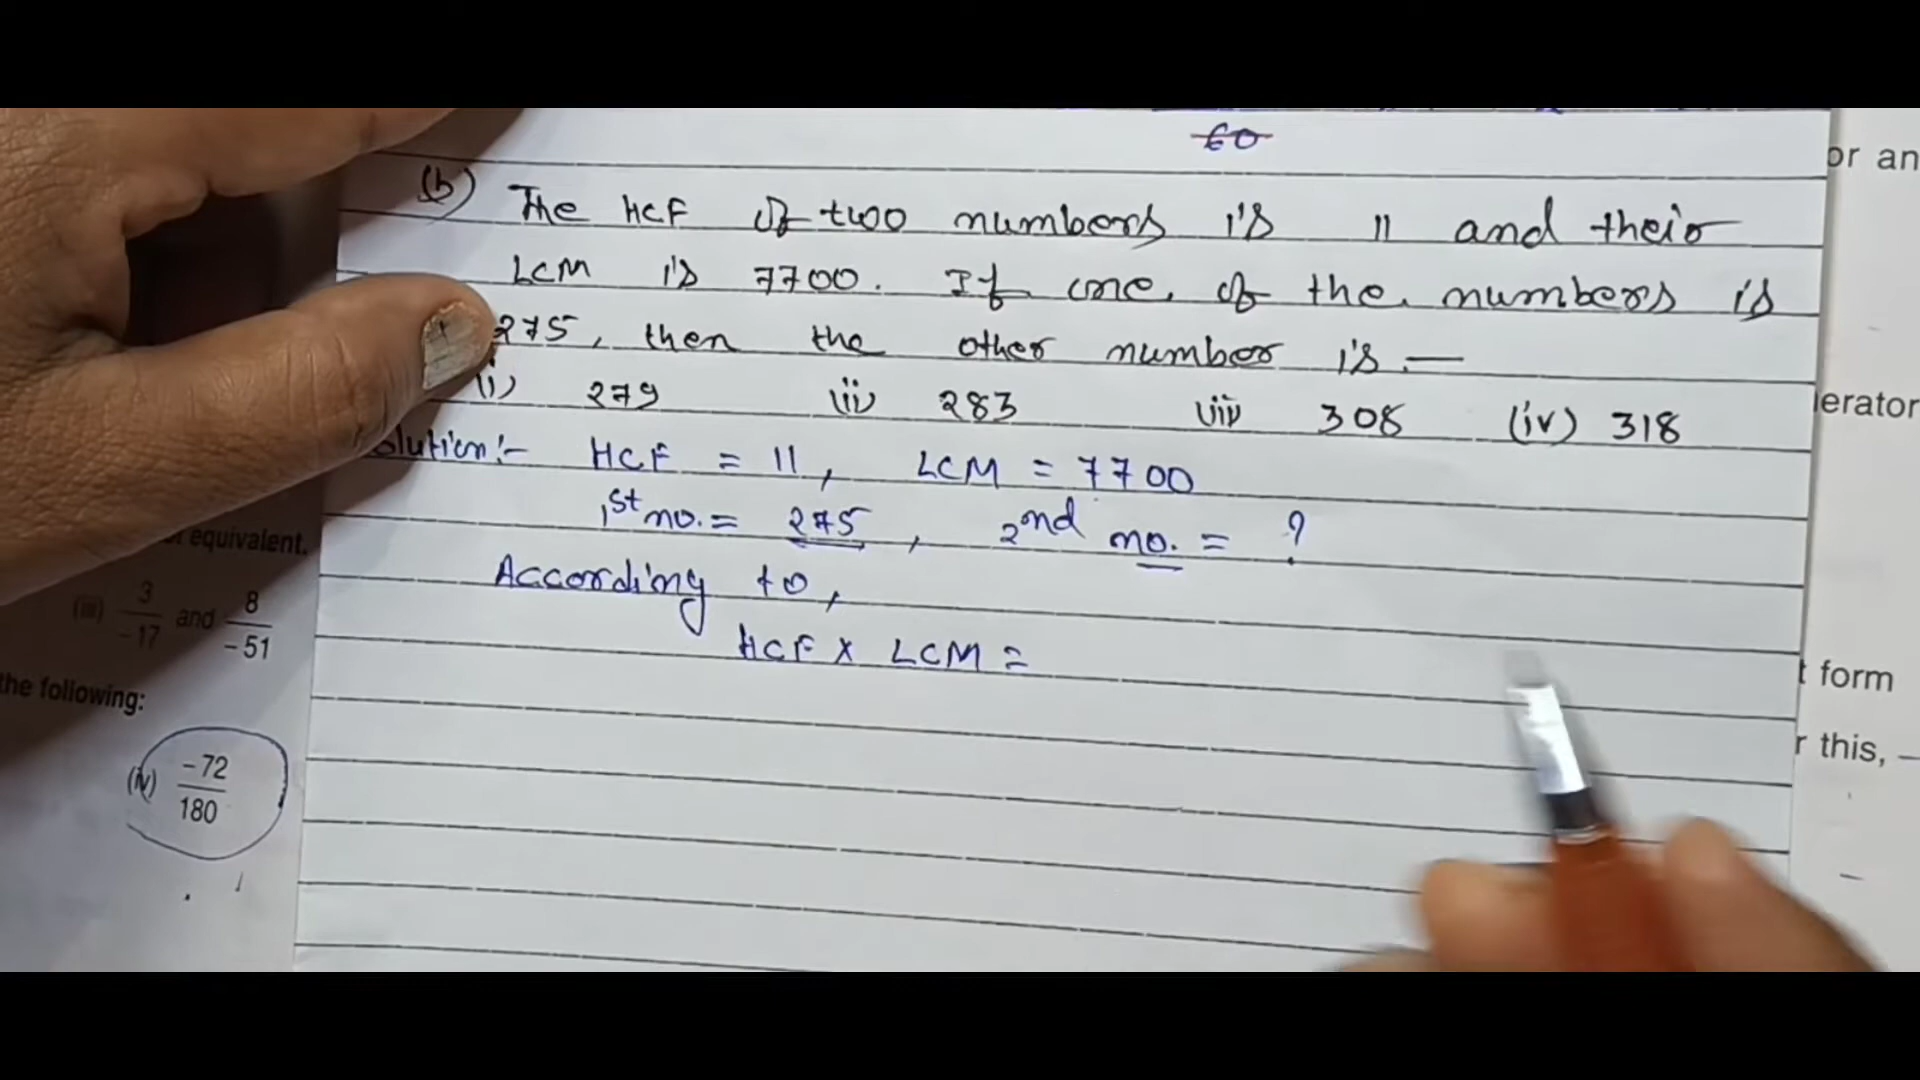 60
(b) The HCF of two numbers is 11 and their
LCM is 7700. If one of the numbers is
275, then the other number is —
(i) 279 (ii) 283 (iii) 308 (iv) 318
olution:- HCF = 11, LCM = 7700
1st no. = 275, 2nd no. = ?
According to,
HCF x LCM =
equivalent.
(iii) 3/-17 and 8/-51
the following:
(iv) -72/180
or an
erator
t form
r this, —